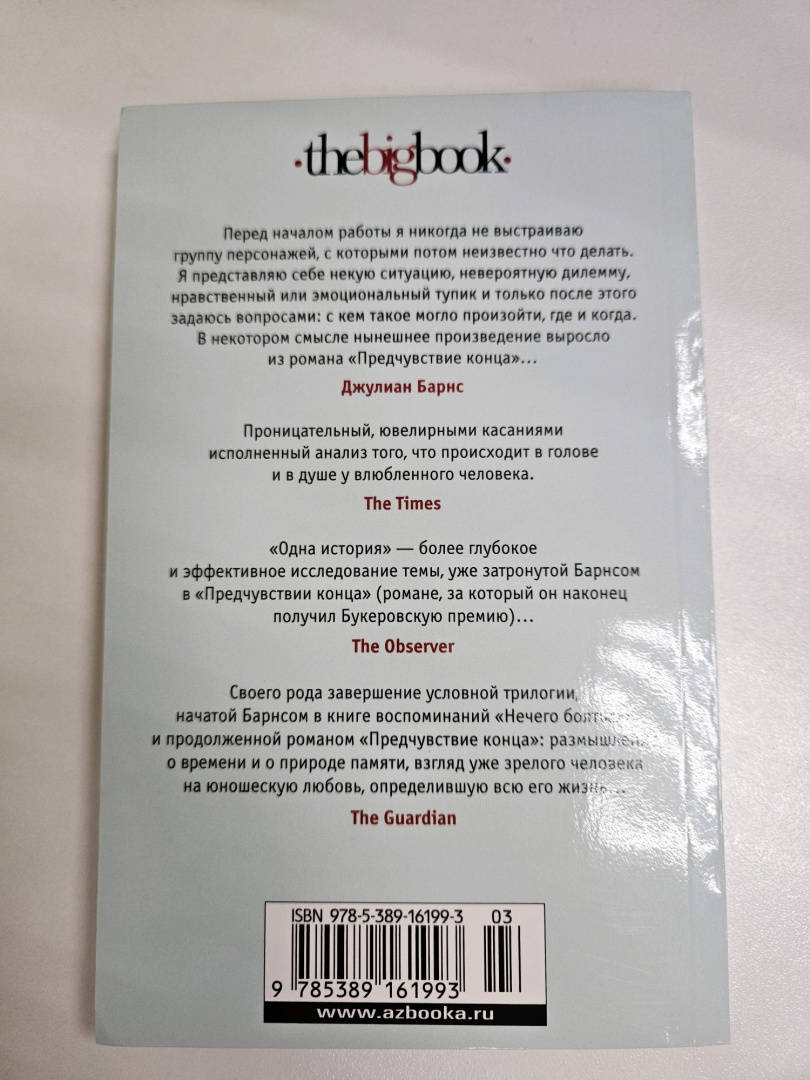 ·thebigbook·
Перед началом работы я никогда не выстраиваю
группу персонажей, с которыми потом неизвестно что делать.
Я представляю себе некую ситуацию, невероятную дилемму,
нравственный или эмоциональный тупик и только после этого
задаюсь вопросами: с кем такое могло произойти, где и когда.
В некотором смысле нынешнее произведение выросло
из романа «Предчувствие конца»…
Джулиан Барнс
Проницательный, ювелирными касаниями
исполненный анализ того, что происходит в голове
и в душе у влюбленного человека.
The Times
«Одна история» — более глубокое
и эффективное исследование темы, уже затронутой Барнсом
в «Предчувствии конца» (романе, за который он наконец
получил Букеровскую премию)…
The Observer
Своего рода завершение условной трилогии,
начатой Барнсом в книге воспоминаний «Нечего
и продолженной романом «Предчувствие конца»:
о времени и о природе памяти, взгляд уже зрелого человека
на юношескую любовь, определившую всю его жизнь…
The Guardian
ISBN 978-5-389-16199-3 03
9 785389 161993
www.azbooka.ru